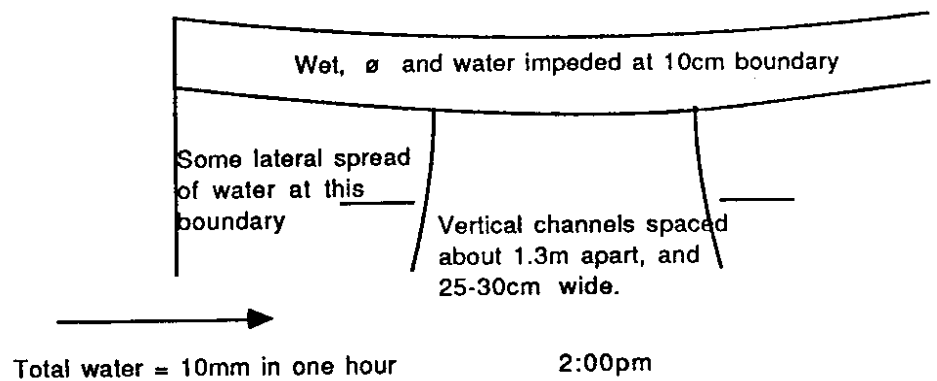 Wet, ø and water impeded at 10cm boundary
Some lateral spread
of water at this
boundary
Vertical channels spaced
about 1.3m apart, and
25-30cm wide.
Total water = 10mm in one hour
2:00pm